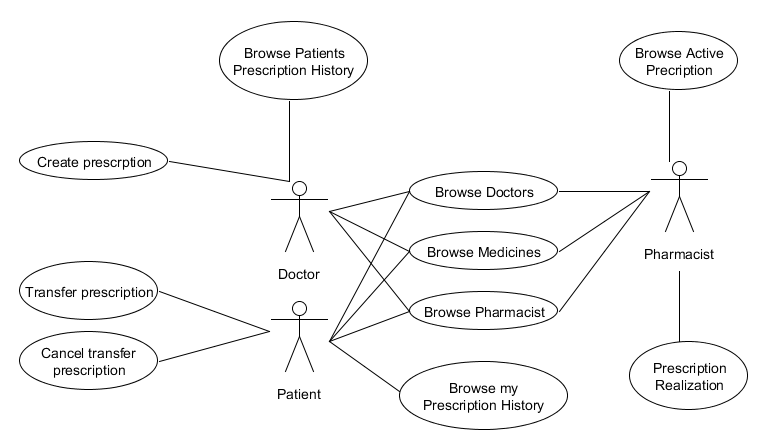 Browse Patients
Prescription History
Browse Active
Precription
Create prescrption
Browse Doctors
Browse Medicines
Pharmacist
Doctor
Transfer prescription
Browse Pharmacist
Cancel transfer
prescription
Patient
Browse my
Prescription History
Prescription
Realization